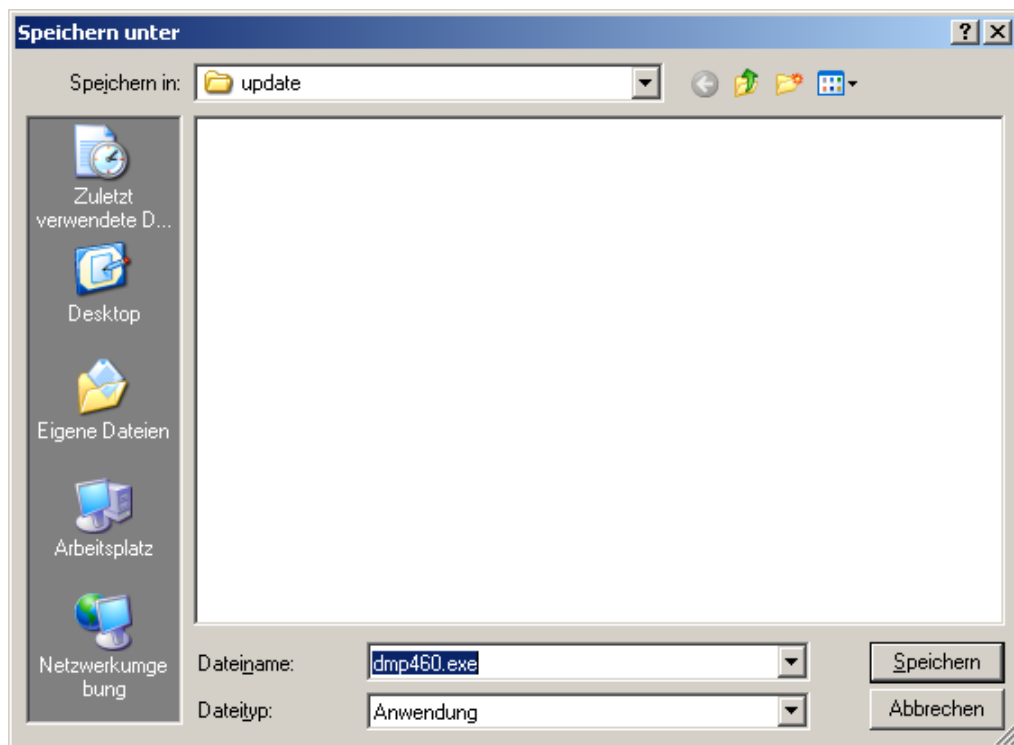 Speichern unter
Speichern in:
update
Zuletzt
verwendete D...
Desktop
Eigene Dateien
Arbeitsplatz
Netzwerkumge
bung
Dateiname:
dmp460.exe
Speichern
Dateityp:
Anwendung
Abbrechen